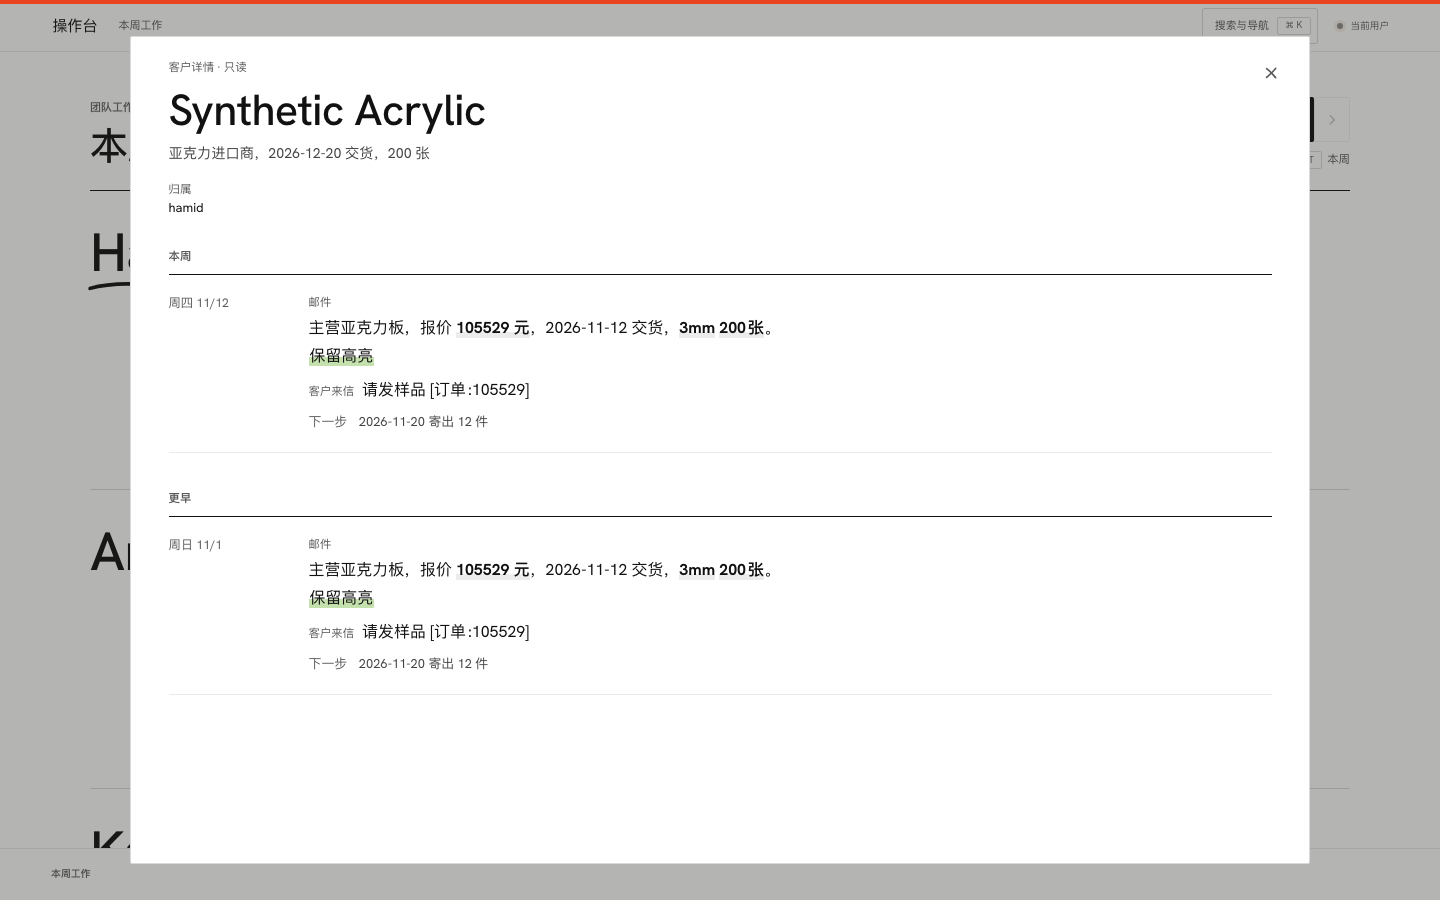 操作台 本周工作 搜索与导航 ⌘ K 当前用户
客户详情 · 只读
Synthetic Acrylic
亚克力进口商，2026-12-20 交货，200 张
归属
hamid
本周
周四 11/12 邮件
主营亚克力板，报价 105529 元，2026-11-12 交货，3mm 200 张。
保留高亮
客户来信 请发样品 [订单:105529]
下一步 2026-11-20 寄出 12 件
更早
周日 11/1 邮件
主营亚克力板，报价 105529 元，2026-11-12 交货，3mm 200 张。
保留高亮
客户来信 请发样品 [订单:105529]
下一步 2026-11-20 寄出 12 件
团队工作
本
T 本周
本周工作